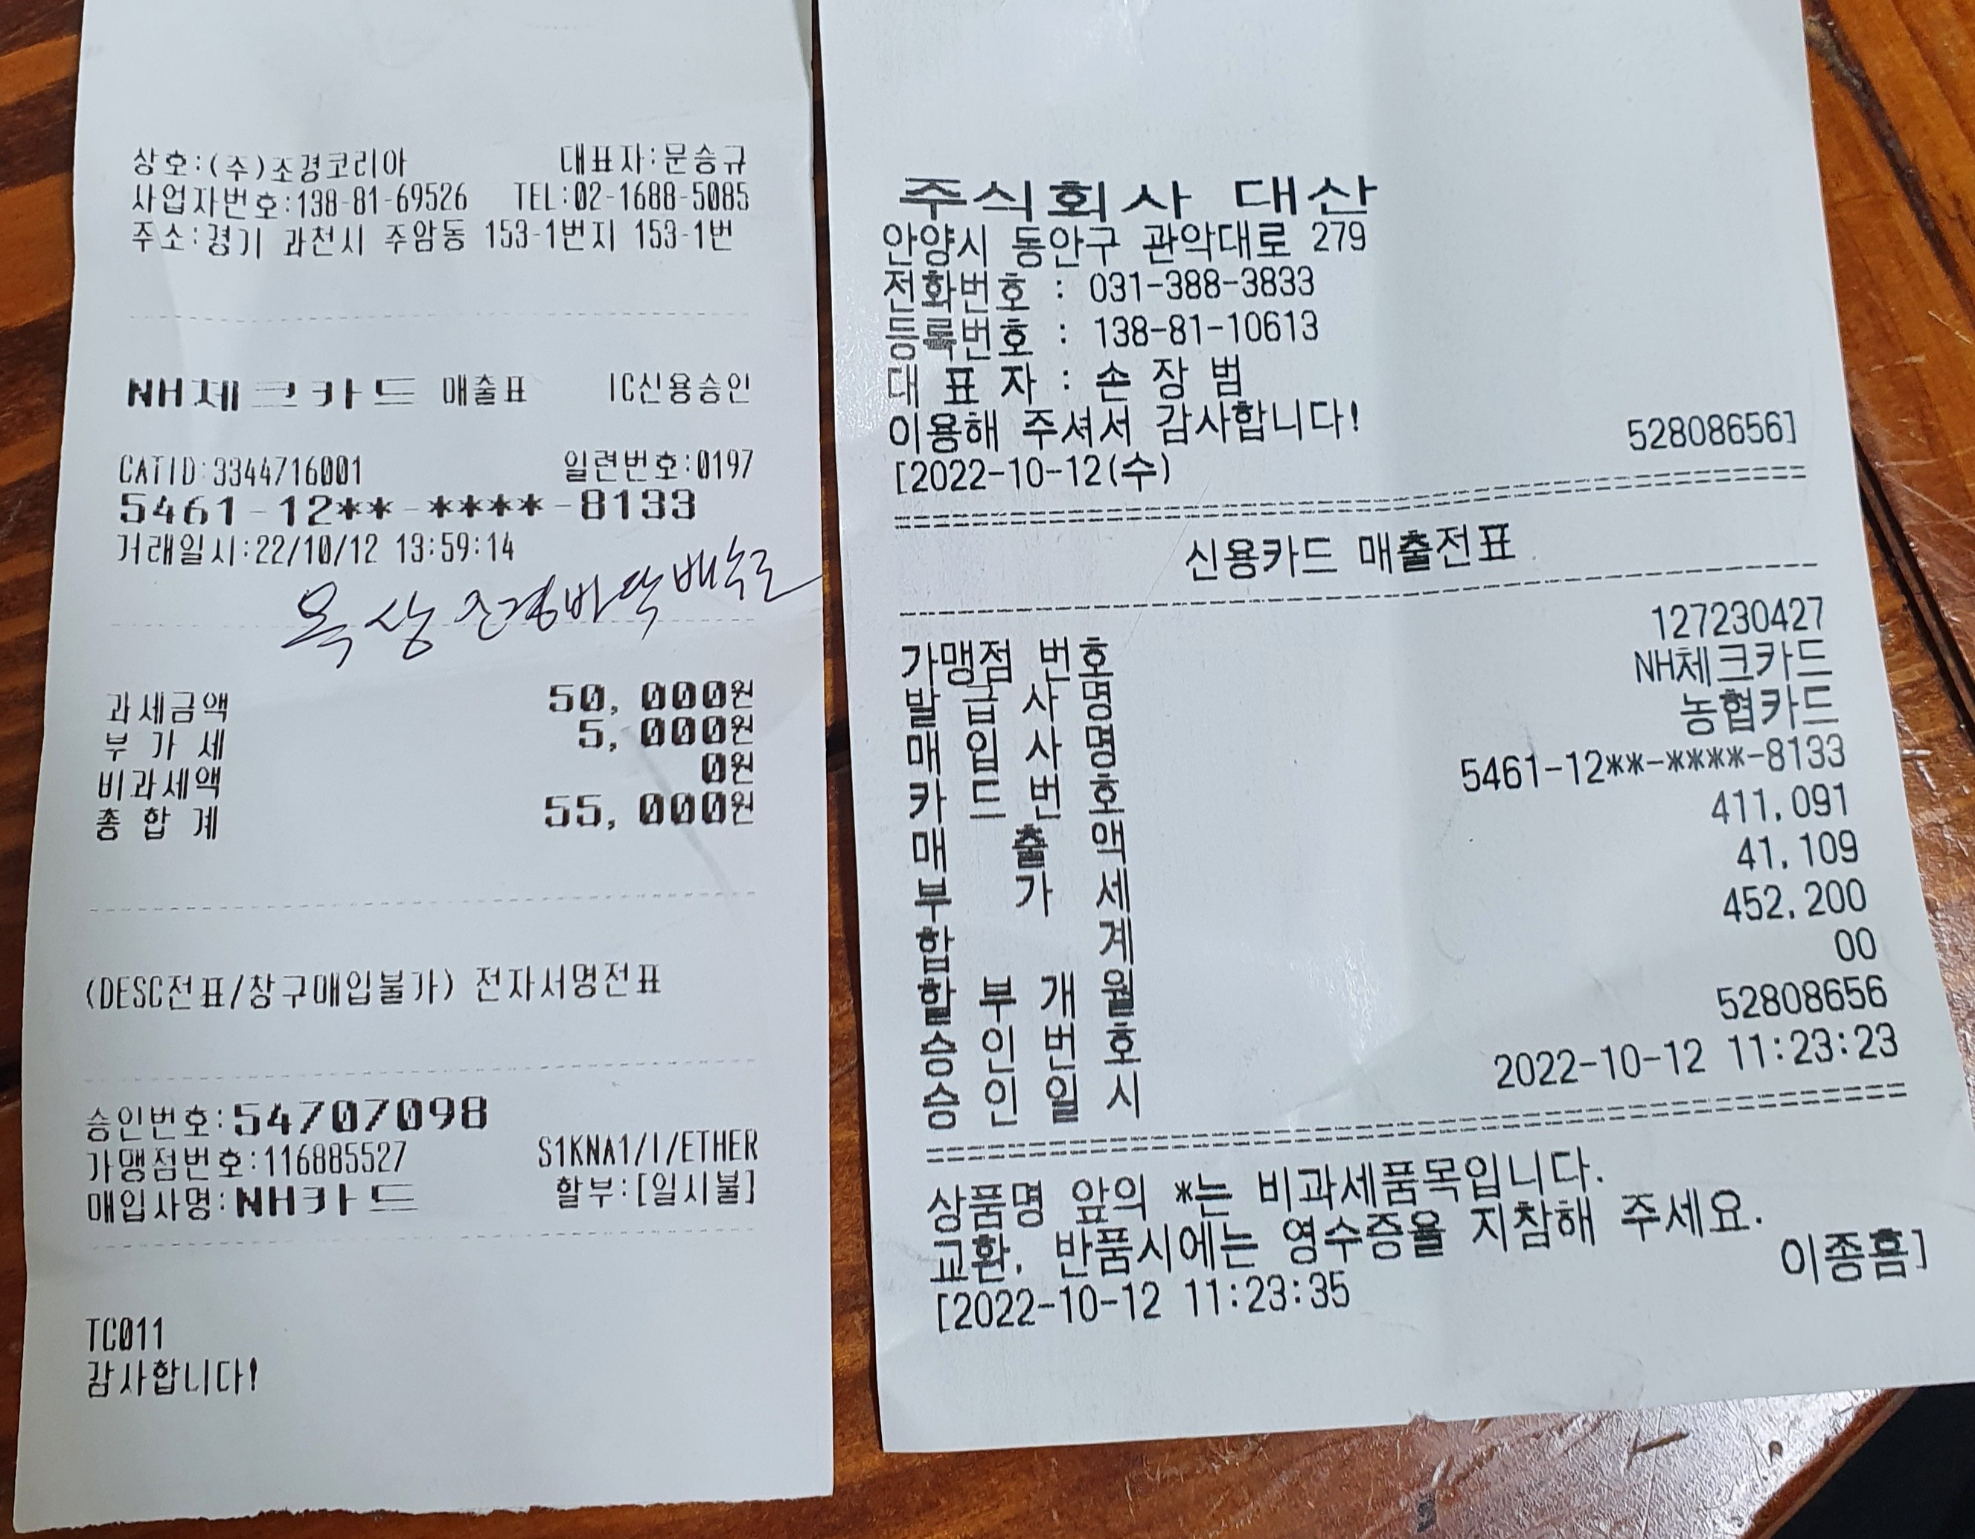 상호:(주)조경코리아 대표자:문승규
사업자번호:138-81-69526 TEL:02-1688-5085
주소:경기 과천시 주암동 153-1번지 153-1번
NH체크카드 매출표 IC신용승인
CATID:3344716001 일련번호:0197
5461-12**-****-8133
거래일시:22/10/12 13:59:14
옥상 조경바닥배수로
과세금액 50,000원
부가세 5,000원
비과세액 0원
총합계 55,000원
(DESC전표/창구매입불가) 전자서명전표
승인번호:54707098
가맹점번호:116885527 S1KNA1/I/ETHER
매입사명:NH카드 할부:[일시불]
TC011
감사합니다!
주식회사 대산
안양시 동안구 관악대로 279
전화번호 : 031-388-3833
등록번호 : 138-81-10613
대 표 자 : 손 장 범
이용해 주셔서 감사합니다!
[2022-10-12(수) 52808656]
신용카드 매출전표
가맹점 번호 127230427
발 급 사 명 NH체크카드
매 입 사 명 농협카드
카 드 번 호 5461-12**-****-8133
매 출 액 411,091
부 가 세 41,109
합 계 452,200
할 부 개 월 00
승 인 번 호 52808656
승 인 일 시 2022-10-12 11:23:23
상품명 앞의 *는 비과세품목입니다.
교환, 반품시에는 영수증을 지참해 주세요.
[2022-10-12 11:23:35 이종흠]